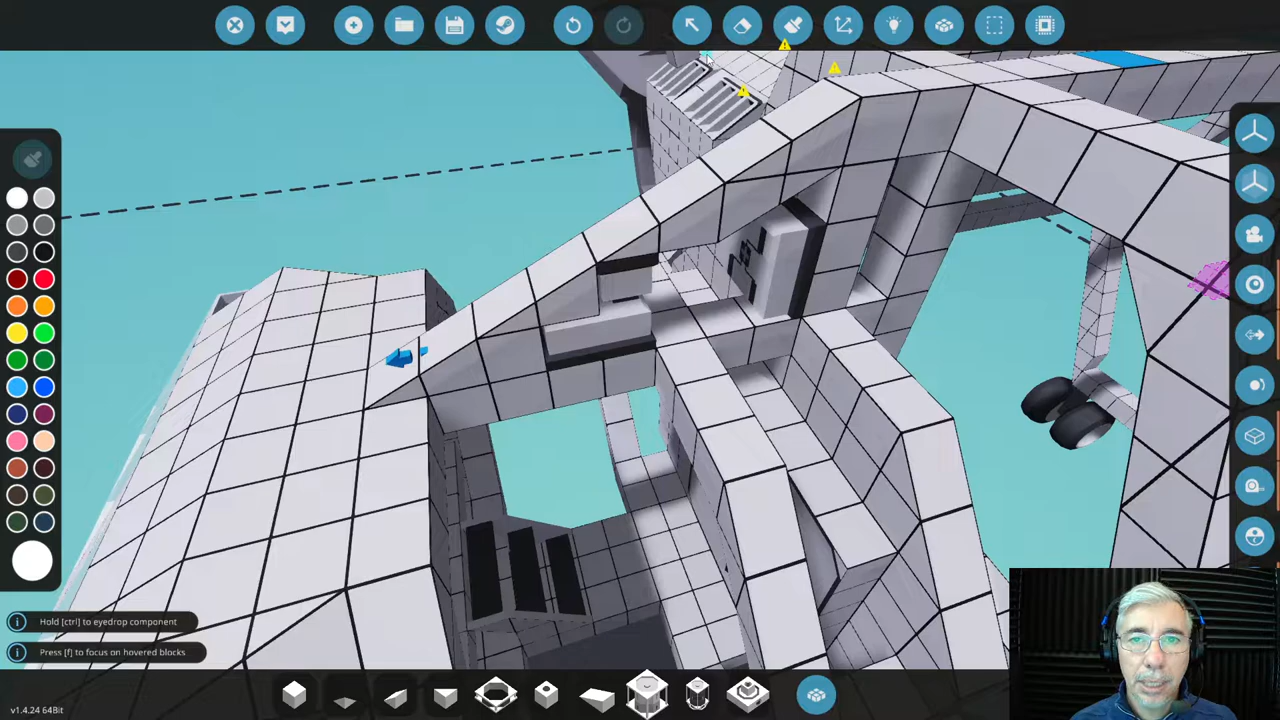 Hold [ctrl] to eyedrop component
Press [f] to focus on hovered blocks
v1.4.24 64Bit